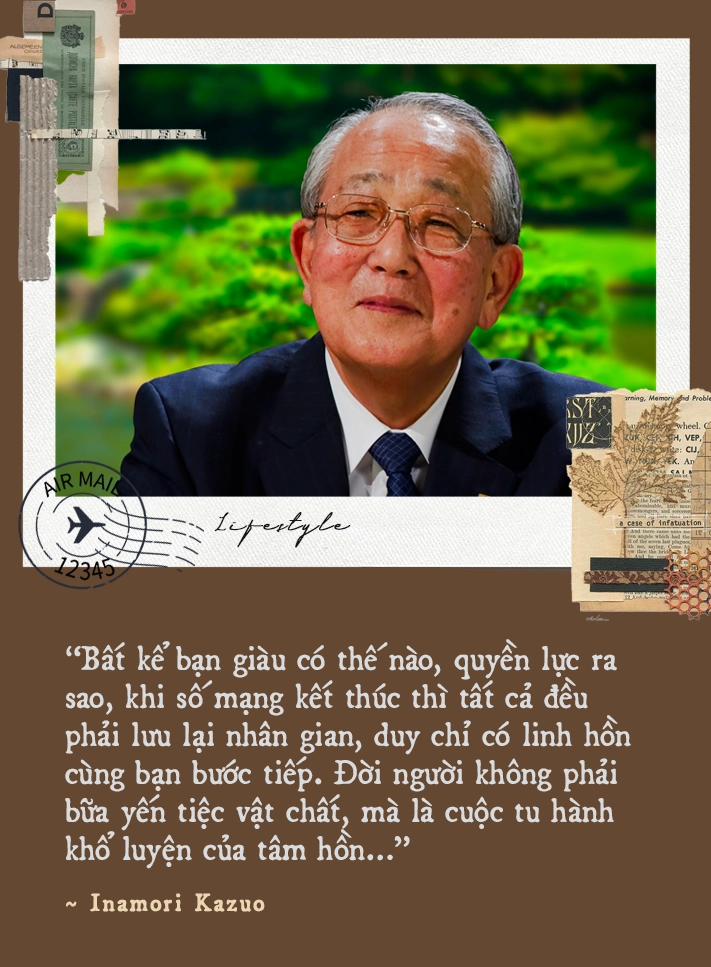 D
AIR MAIL
12345
Lifestyle
a case of infatuation
“Bất kể bạn giàu có thế nào, quyền lực ra
sao, khi số mạng kết thúc thì tất cả đều
phải lưu lại nhân gian, duy chỉ có linh hồn
cùng bạn bước tiếp. Đời người không phải
bữa yến tiệc vật chất, mà là cuộc tu hành
khổ luyện của tâm hồn...”
~ Inamori Kazuo